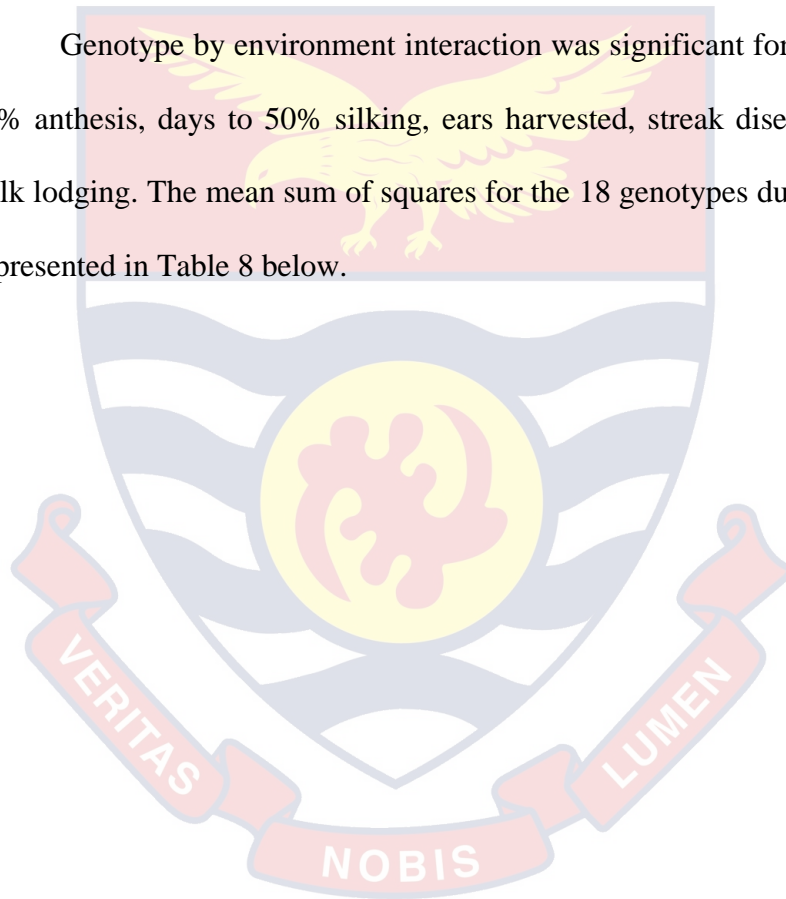 Genotype by environment interaction was significant for
% anthesis, days to 50% silking, ears harvested, streak dise
lk lodging. The mean sum of squares for the 18 genotypes du
presented in Table 8 below.
VERITAS
NOBIS
LUMEN